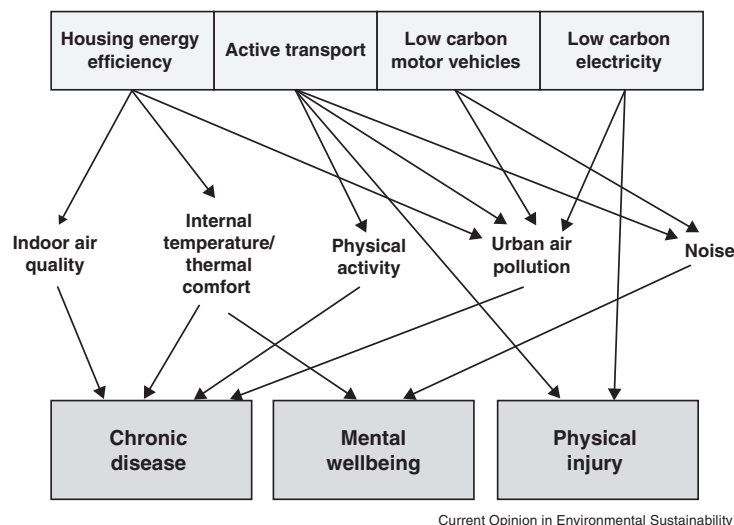 Housing energy
efficiency
Active transport
Low carbon
motor vehicles
Low carbon
electricity
Indoor air
quality
Internal
temperature/
thermal
comfort
Physical
activity
Urban air
pollution
Noise
Chronic
disease
Mental
wellbeing
Physical
injury
Current Opinion in Environmental Sustainability